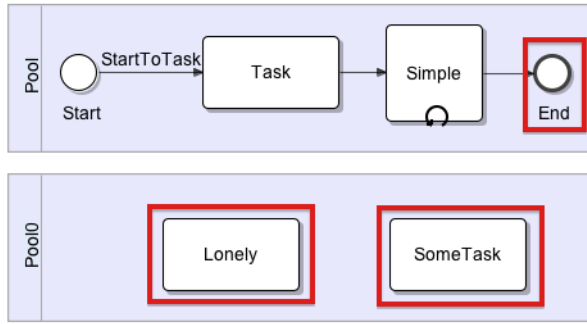 Pool
StartToTask
Task
Simple
Start
End
Pool0
Lonely
SomeTask